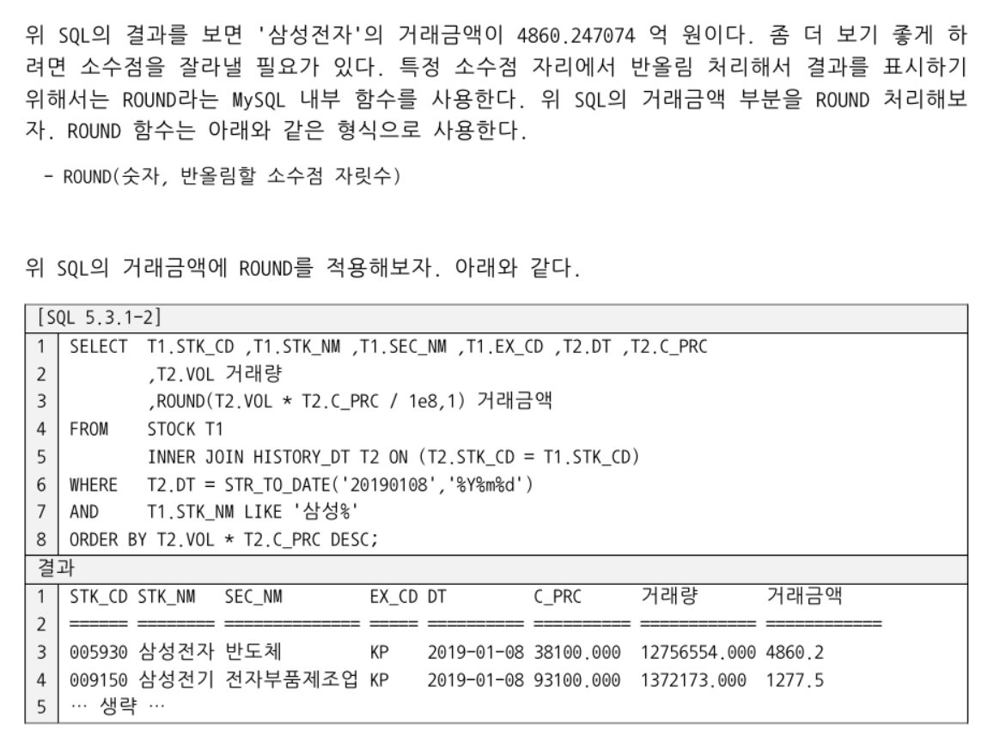 위 SQL의 결과를 보면 '삼성전자'의 거래금액이 4860.247074 억 원이다. 좀 더 보기 좋게 하
려면 소수점을 잘라낼 필요가 있다. 특정 소수점 자리에서 반올림 처리해서 결과를 표시하기
위해서는 ROUND라는 MySQL 내부 함수를 사용한다. 위 SQL의 거래금액 부분을 ROUND 처리해보
자. ROUND 함수는 아래와 같은 형식으로 사용한다.
- ROUND(숫자, 반올림할 소수점 자릿수)
위 SQL의 거래금액에 ROUND를 적용해보자. 아래와 같다.
[SQL 5.3.1-2]
1 SELECT T1.STK_CD ,T1.STK_NM ,T1.SEC_NM ,T1.EX_CD ,T2.DT ,T2.C_PRC
2 ,T2.VOL 거래량
3 ,ROUND(T2.VOL * T2.C_PRC / 1e8,1) 거래금액
4 FROM STOCK T1
5 INNER JOIN HISTORY_DT T2 ON (T2.STK_CD = T1.STK_CD)
6 WHERE T2.DT = STR_TO_DATE('20190108','%Y%m%d')
7 AND T1.STK_NM LIKE '삼성%'
8 ORDER BY T2.VOL * T2.C_PRC DESC;
결과
1 STK_CD STK_NM SEC_NM EX_CD DT C_PRC 거래량 거래금액
2 ====== ======== ============== ===== ========== ========== ============ ============
3 005930 삼성전자 반도체 KP 2019-01-08 38100.000 12756554.000 4860.2
4 009150 삼성전기 전자부품제조업 KP 2019-01-08 93100.000 1372173.000 1277.5
5 … 생략 …